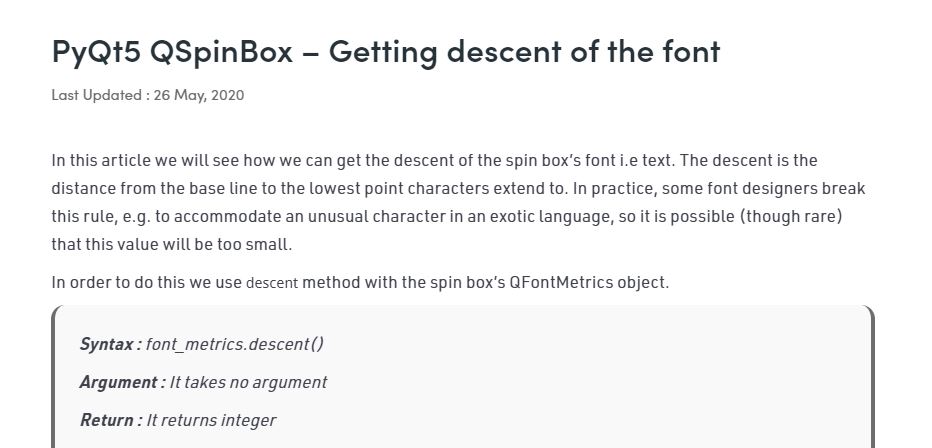 PyQt5 QSpinBox – Getting descent of the font
Last Updated : 26 May, 2020
In this article we will see how we can get the descent of the spin box’s font i.e text. The descent is the
distance from the base line to the lowest point characters extend to. In practice, some font designers break
this rule, e.g. to accommodate an unusual character in an exotic language, so it is possible (though rare)
that this value will be too small.
In order to do this we use descent method with the spin box’s QFontMetrics object.
Syntax : font_metrics.descent()
Argument : It takes no argument
Return : It returns integer